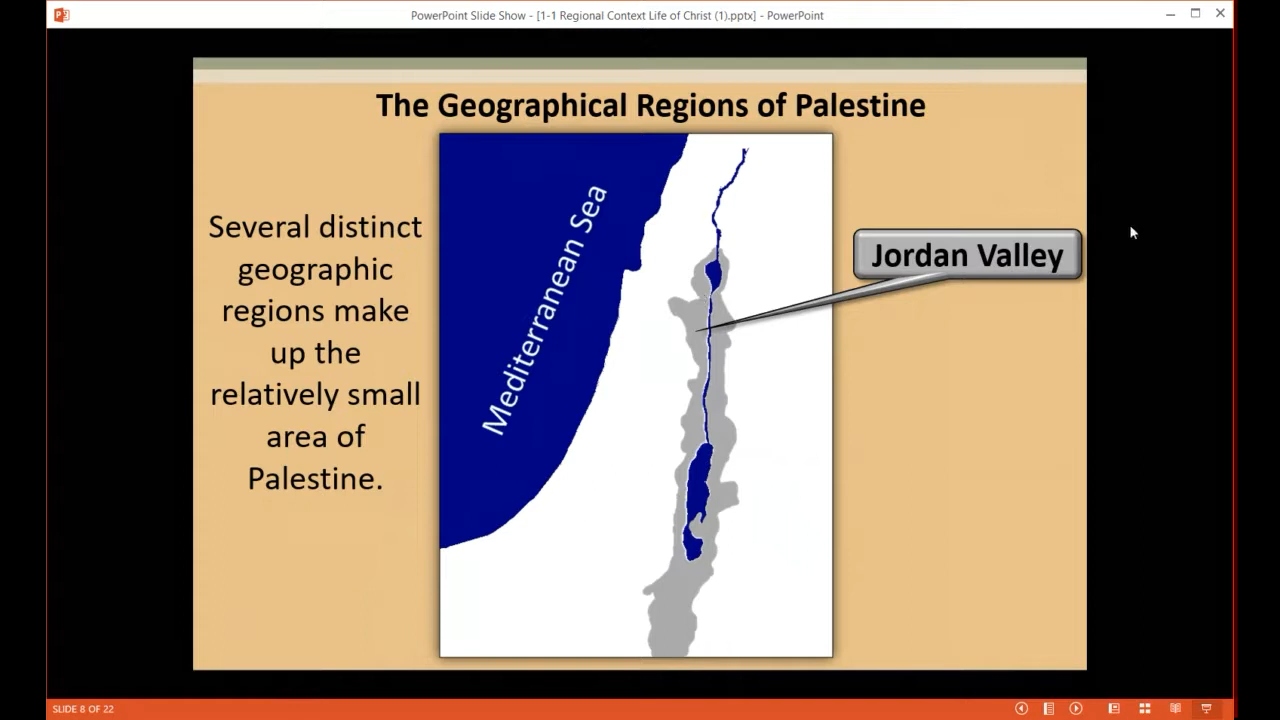 PowerPoint Slide Show - [1-1 Regional Context Life of Christ (1).pptx] - PowerPoint
The Geographical Regions of Palestine
Several distinct
geographic
regions make
up the
relatively small
area of
Palestine.
Mediterranean Sea
Jordan Valley
SLIDE 8 OF 22